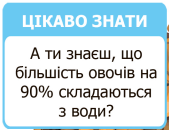 ЦІКАВО ЗНАТИ
А ти знаєш, що
більшість овочів на
90% складаються
з води?